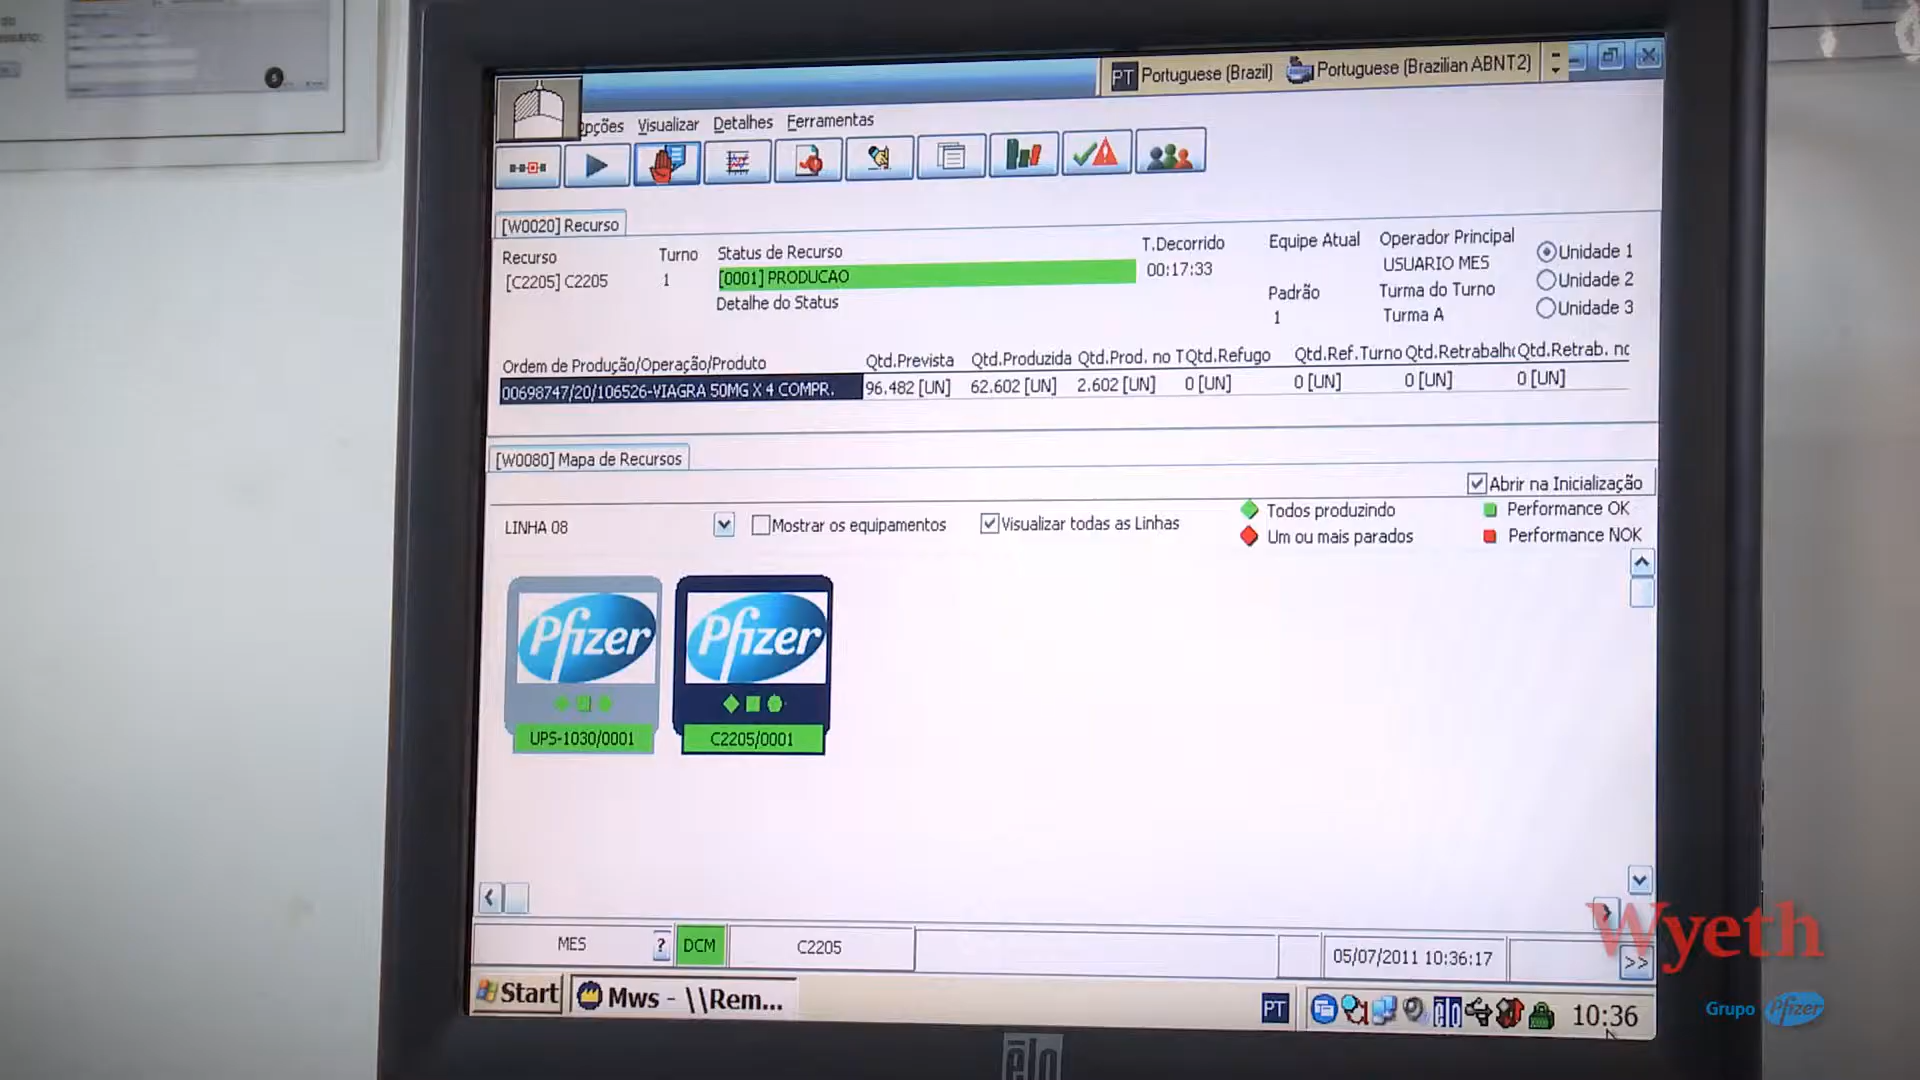 PT Portuguese (Brazil) Portuguese (Brazilian ABNT2)
pções Visualizar Detalhes Ferramentas
[W0020] Recurso
Recurso Turno Status de Recurso T.Decorrido Equipe Atual Operador Principal Unidade 1
[C2205] C2205 1 [0001] PRODUCAO 00:17:33 USUARIO MES Unidade 2
Detalhe do Status Padrão Turma do Turno Unidade 3
1 Turma A
Ordem de Produção/Operação/Produto Qtd.Prevista Qtd.Produzida Qtd.Prod. no T Qtd.Refugo Qtd.Ref.Turno Qtd.Retrabalh Qtd.Retrab. no
00698747/20/106526-VIAGRA 50MG X 4 COMPR. 96.482 [UN] 62.602 [UN] 2.602 [UN] 0 [UN] 0 [UN] 0 [UN] 0 [UN]
[W0080] Mapa de Recursos
Abrir na Inicialização
LINHA 08 Mostrar os equipamentos Visualizar todas as Linhas Todos produzindo Performance OK
Um ou mais parados Performance NOK
Pfizer Pfizer
UPS-1030/0001 C2205/0001
MES ? DCM C2205 05/07/2011 10:36:17 >>
Start Mws - \\Rem... PT elo 10:36
elo
Wyeth
Grupo Pfizer